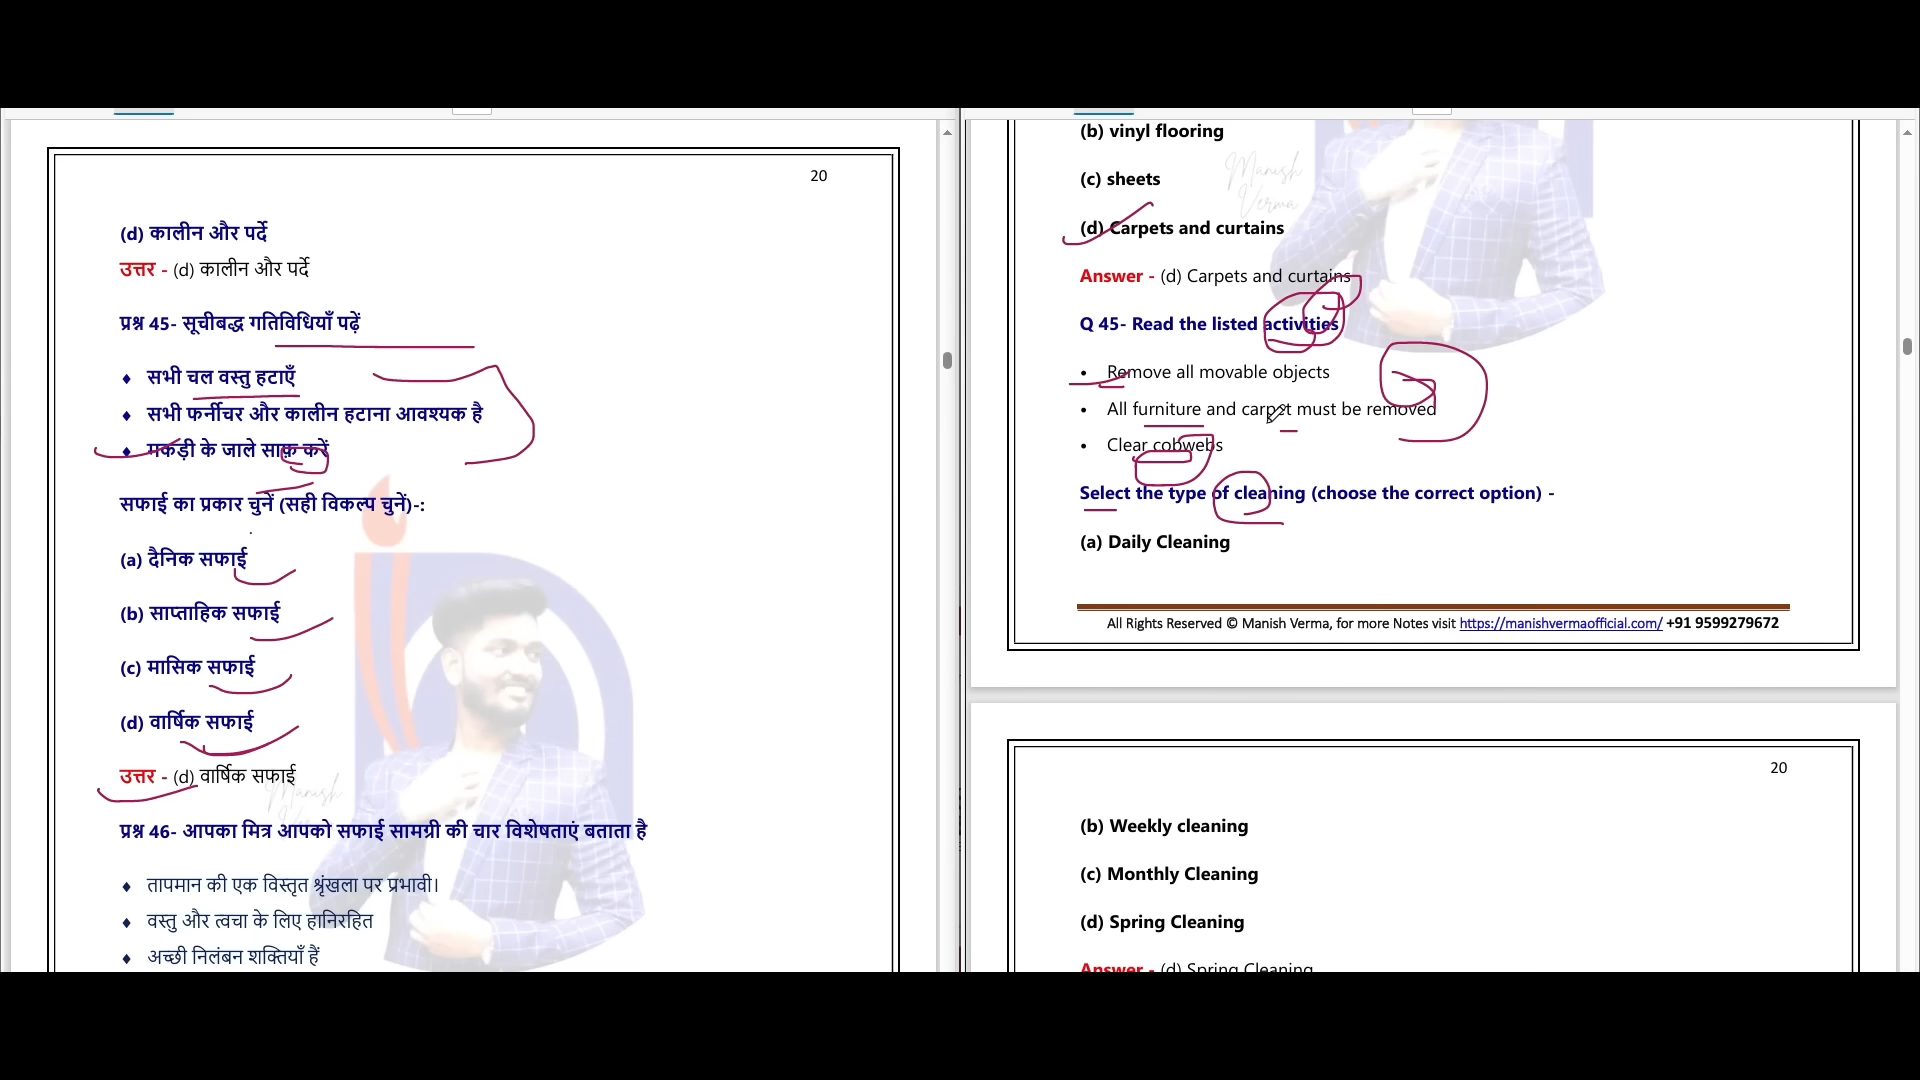 20
(d) कालीन और पर्दे
उत्तर - (d) कालीन और पर्दे
प्रश्न 45- सूचीबद्ध गतिविधियाँ पढ़ें
♦ सभी चल वस्तु हटाएँ
♦ सभी फर्नीचर और कालीन हटाना आवश्यक है
♦ मकड़ी के जाले साफ़ करें
सफाई का प्रकार चुनें (सही विकल्प चुनें)-:
(a) दैनिक सफाई
(b) साप्ताहिक सफाई
(c) मासिक सफाई
(d) वार्षिक सफाई
उत्तर - (d) वार्षिक सफाई
प्रश्न 46- आपका मित्र आपको सफाई सामग्री की चार विशेषताएं बताता है
♦ तापमान की एक विस्तृत श्रृंखला पर प्रभावी।
♦ वस्तु और त्वचा के लिए हानिरहित
♦ अच्छी निलंबन शक्तियाँ हैं
Manish
Verma
(b) vinyl flooring
(c) sheets
(d) Carpets and curtains
Answer - (d) Carpets and curtains
Q 45- Read the listed activities
• Remove all movable objects
• All furniture and carpet must be removed
• Clear cobwebs
Select the type of cleaning (choose the correct option) -
(a) Daily Cleaning
All Rights Reserved © Manish Verma, for more Notes visit https://manishvermaofficial.com/ +91 9599279672
20
(b) Weekly cleaning
(c) Monthly Cleaning
(d) Spring Cleaning
Answer - (d) Spring Cleaning
Manish
Verma